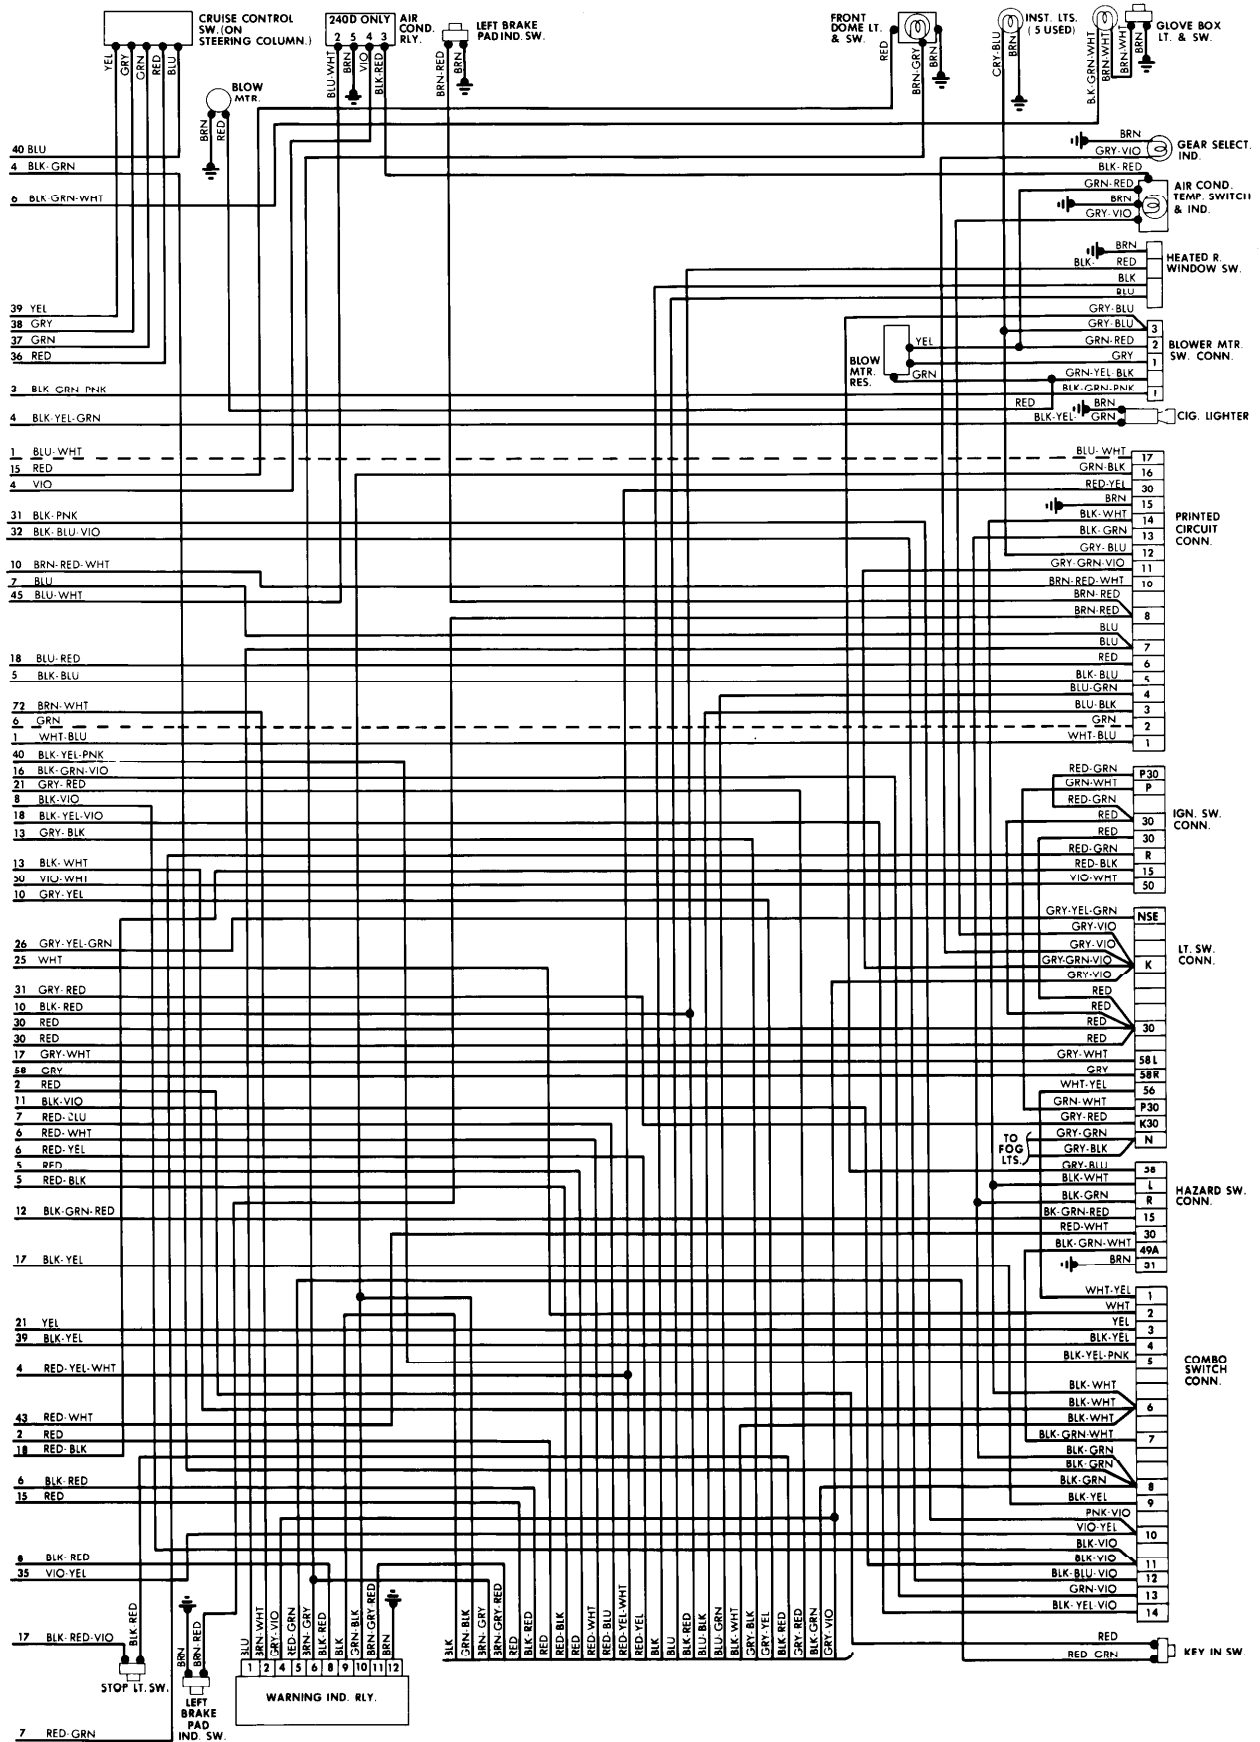 CRUISE CONTROL
SW. (ON
STEERING COLUMN.)
YEL
GRY
GRN
RED
BLU
240D ONLY
2 5 4 3
AIR
COND.
RLY.
BLU-WHT
BRN
VIO
BLK-RED
LEFT BRAKE
PAD IND. SW.
BRN-RED
BRN
FRONT
DOME LT.
& SW.
RED
BRN-GRY
BRN
INST. LTS.
(5 USED)
GRY-BLU
BRN
GLOVE BOX
LT. & SW.
BLK-GRN-WHT
BRN-WHT
BRN-WHT
BRN
BLOW
MTR.
BRN
RED
40 BLU
4 BLK-GRN
6 BLK-GRN-WHT
39 YEL
38 GRY
37 GRN
36 RED
3 BLK-GRN-PNK
4 BLK-YEL-GRN
1 BLU-WHT
15 RED
4 VIO
31 BLK-PNK
32 BLK-BLU-VIO
10 BRN-RED-WHT
7 BLU
45 BLU-WHT
18 BLU-RED
5 BLK-BLU
72 BRN-WHT
6 GRN
1 WHT-BLU
40 BLK-YEL-PNK
16 BLK-GRN-VIO
21 GRY-RED
8 BLK-VIO
18 BLK-YEL-VIO
13 GRY-BLK
13 BLK-WHT
50 VIO-WHT
10 GRY-YEL
26 GRY-YEL-GRN
25 WHT
31 GRY-RED
10 BLK-RED
30 RED
30 RED
17 GRY-WHT
58 GRY
2 RED
11 BLK-VIO
7 RED-BLU
6 RED-WHT
6 RED-YEL
5 RED
5 RED-BLK
12 BLK-GRN-RED
17 BLK-YEL
21 YEL
39 BLK-YEL
4 RED-YEL-WHT
43 RED-WHT
2 RED
18 RED-BLK
6 BLK-RED
15 RED
8 BLK-RED
35 VIO-YEL
17 BLK-RED-VIO
7 RED-GRN
BRN
GRY-VIO
GEAR SELECT.
IND.
BLK-RED
GRN-RED
BRN
GRY-VIO
AIR COND.
TEMP. SWITCH
& IND.
BRN
BLK- RED
BLK
BLU
HEATED R.
WINDOW SW.
GRY-BLU
GRY-BLU 3
GRN-RED 2
GRY 1
GRN-YEL-BLK
BLK-GRN-PNK 1
BLOWER MTR.
SW. CONN.
BLOW
MTR.
RES.
YEL
GRN
RED
BRN
BLK-YEL- GRN
CIG. LIGHTER
BLU-WHT 17
GRN-BLK 16
RED-YEL 30
BRN 15
BLK-WHT 14
BLK-GRN 13
GRY-BLU 12
GRY-GRN-VIO 11
BRN-RED-WHT 10
BRN-RED
BRN-RED 8
BLU
BLU 7
RED 6
BLK-BLU 5
BLU-GRN 4
BLU-BLK 3
GRN 2
WHT-BLU 1
PRINTED
CIRCUIT
CONN.
RED-GRN P30
GRN-WHT P
RED-GRN
RED 30
RED 30
RED-GRN R
RED-BLK 15
VIO-WHT 50
IGN. SW.
CONN.
GRY-YEL-GRN NSE
GRY-VIO
GRY-VIO
GRY-GRN-VIO K
GRY-VIO
RED
RED
RED 30
RED
GRY-WHT 58L
GRY 58R
WHT-YEL 56
GRN-WHT P30
GRY-RED K30
GRY-GRN N
GRY-BLK
LT. SW.
CONN.
TO
FOG
LTS.
GRY-BLU 58
BLK-WHT L
BLK-GRN R
BK-GRN-RED 15
RED-WHT 30
BLK-GRN-WHT 49A
BRN 31
HAZARD SW.
CONN.
WHT-YEL 1
WHT 2
YEL 3
BLK-YEL 4
BLK-YEL-PNK 5
BLK-WHT
BLK-WHT 6
BLK-WHT
BLK-GRN-WHT 7
BLK-GRN
BLK-GRN
BLK-GRN 8
BLK-YEL 9
PNK-VIO
VIO-YEL 10
BLK-VIO
BLK-VIO 11
BLK-BLU-VIO 12
GRN-VIO 13
BLK-YEL-VIO 14
COMBO
SWITCH
CONN.
RED
RED-GRN
KEY IN SW.
BLK-RED
STOP LT. SW.
BRN
BRN-RED
LEFT
BRAKE
PAD
IND. SW.
BLU
BRN-WHT
GRY-VIO
RED-GRN
BRN-GRY
BLK-RED
BLK
GRN-BLK
BRN-GRY-RED
BRN
1 2 4 5 6 8 9 10 11 12
WARNING IND. RLY.
BLK
GRN-BLK
BRN-GRY
BRN-GRY-RED
RED
BLK-RED
RED
RED-BLK
RED
RED-WHT
RED-BLU
RED-YEL-WHT
RED-YEL
BLK
BLU
BLK-RED
BLU-BLK
BLU-GRN
BLK-WHT
GRY-BLK
GRY-YEL
BLK-RED
GRY-RED
BLK-GRN
GRY-VIO